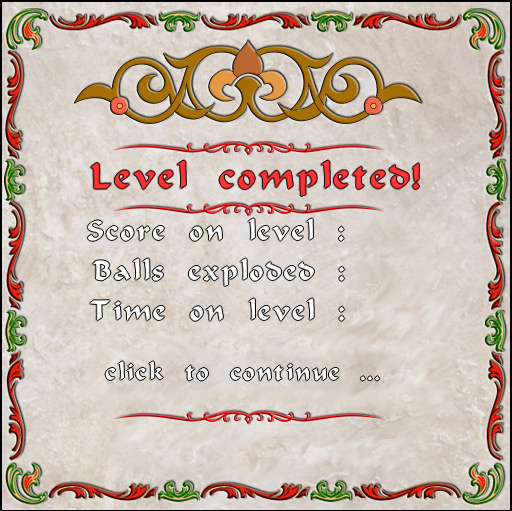 Level completed!
Score on level :
Balls exploded :
Time on level :
click to continue ...